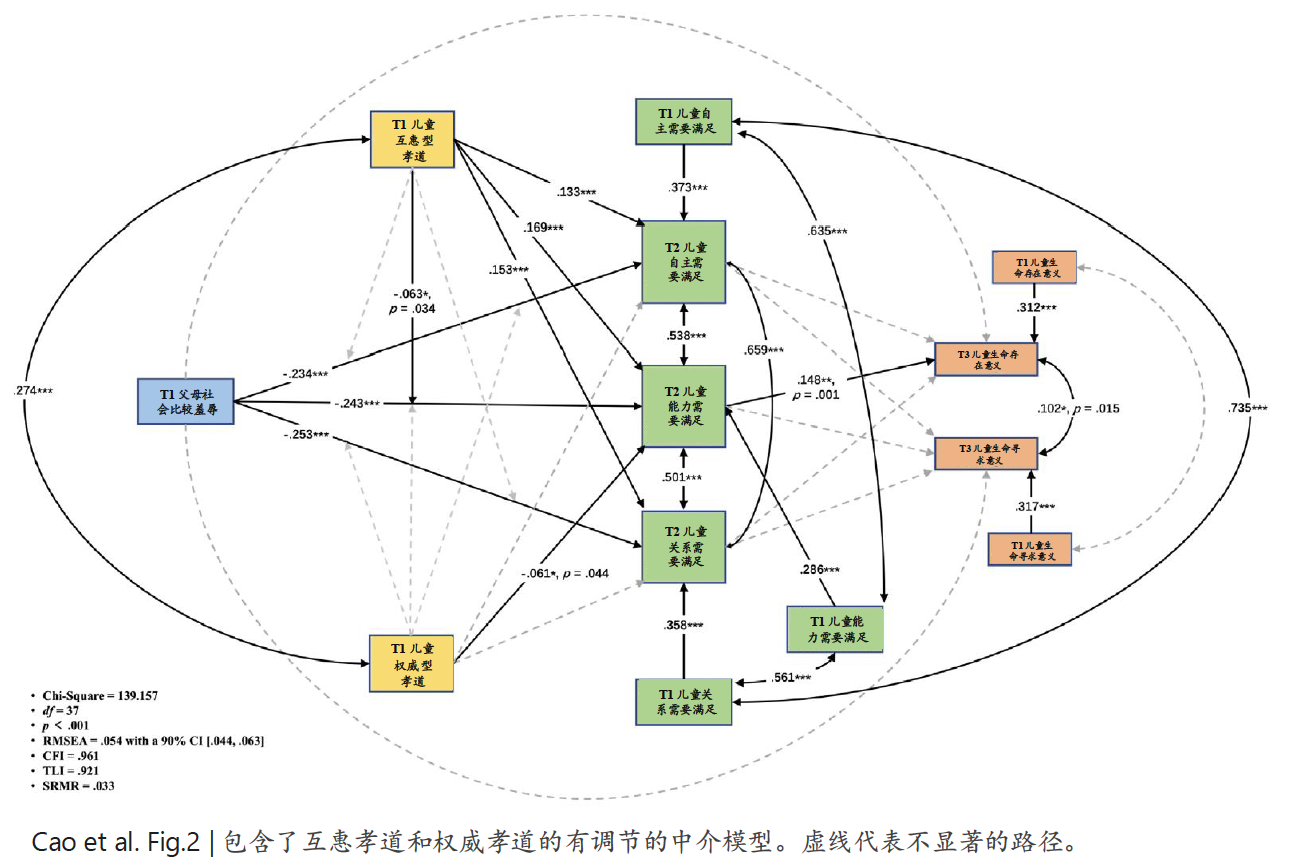 T1 儿童
互惠型
孝道
T1 儿童自
主需要满足
.373***
.133***
.169***
.153***
T2 儿童
自主需
要满足
.635***
T1 儿童生
命存在意义
.312***
-.063*,
p = .034
.538***
.659***
T3 儿童生命存
在意义
-.234***
.274***
T1 父母社
会比较羞辱
-.243***
T2 儿童
能力需
要满足
.148**,
p = .001
.102*, p = .015
.735***
-.253***
T3 儿童生命寻
求意义
.501***
.317***
T2 儿童
关系需
要满足
T1 儿童生
命寻求意义
-.061*, p = .044
.286***
.358***
T1 儿童能
力需要满足
T1 儿童
权威型
孝道
.561***
T1 儿童关
系需要满足
• Chi-Square = 139.157
• df = 37
• p < .001
• RMSEA = .054 with a 90% CI [.044, .063]
• CFI = .961
• TLI = .921
• SRMR = .033
Cao et al. Fig.2 | 包含了互惠孝道和权威孝道的有调节的中介模型。虚线代表不显著的路径。